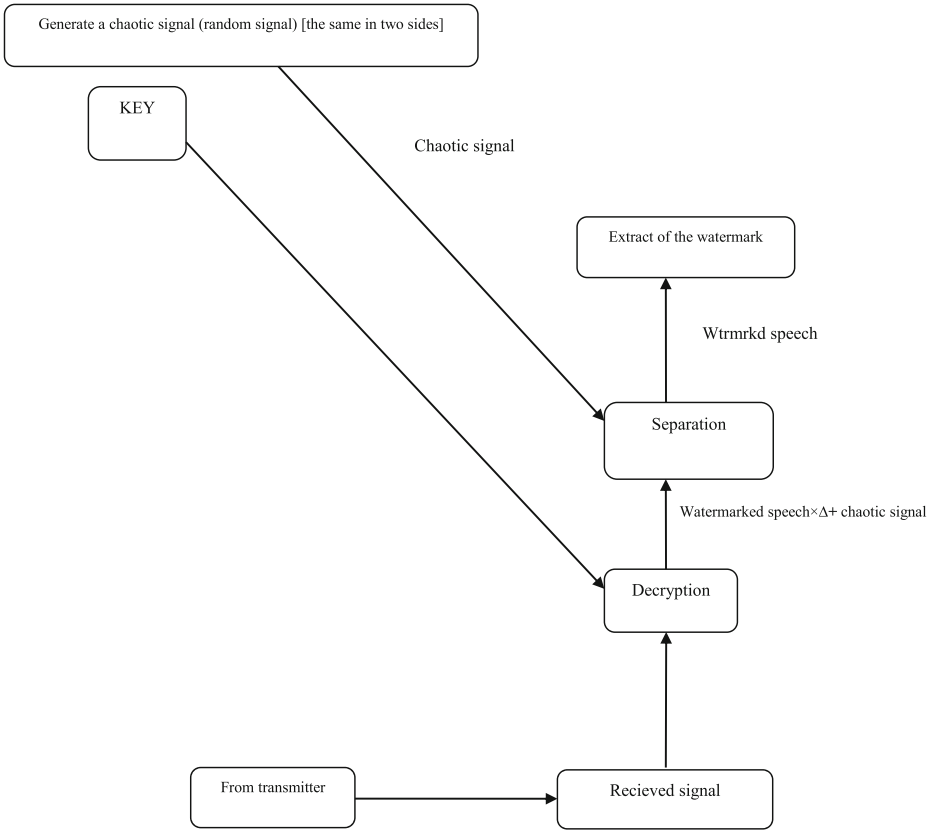 Generate a chaotic signal (random signal) [the same in two sides]
KEY
Chaotic signal
Extract of the watermark
Wtrmrkd speech
Separation
Watermarked speech×Δ+ chaotic signal
Decryption
From transmitter
Recieved signal